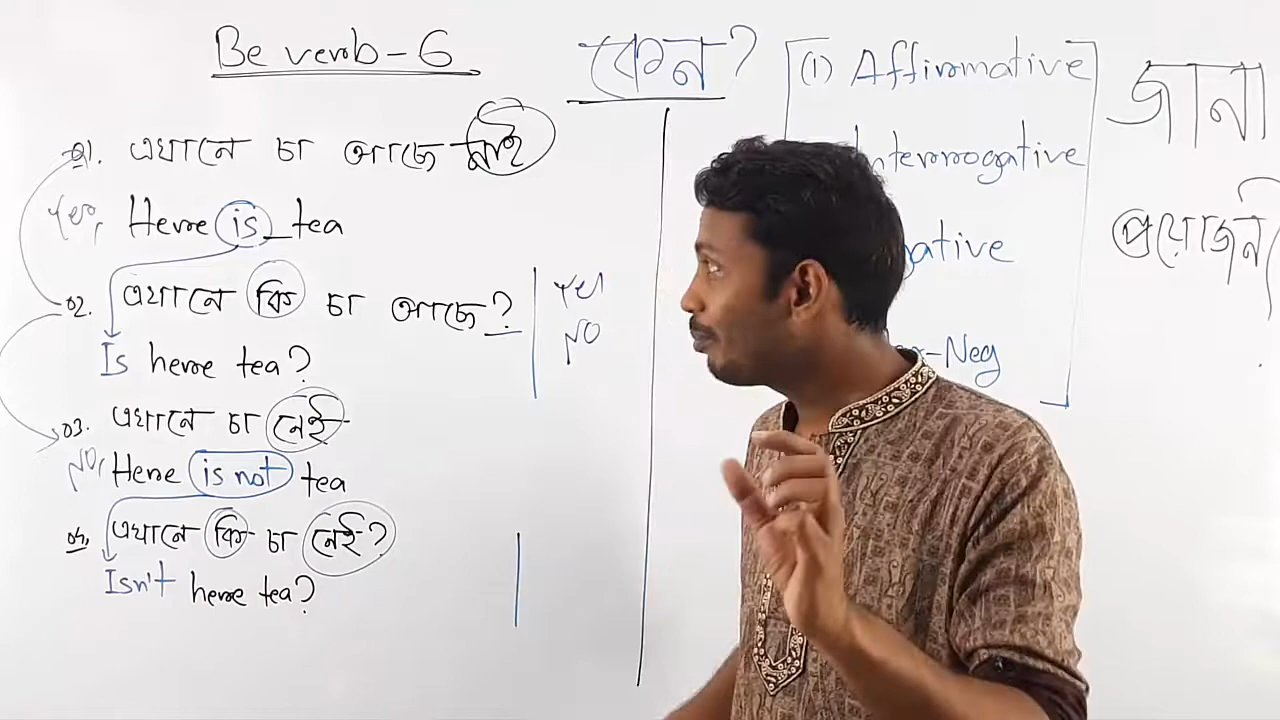 Be verb-6
০১. এখানে চা আছে নাই
Yes, Here is tea
০২. এখানে কি চা আছে?
Is here tea?
০৩. এখানে চা নেই
No, Here is not tea
০৪. এখানে কি চা নেই?
Isn't here tea?
Yes
NO
কেন?
(1) Affirmative
Interrogative
gative
-Neg
জানা
প্রয়োজন